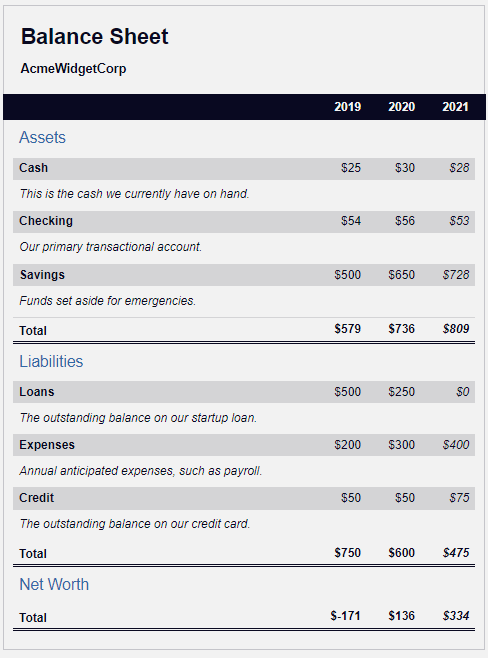 Balance Sheet
AcmeWidgetCorp
2019 2020 2021
Assets
Cash $25 $30 $28
This is the cash we currently have on hand.
Checking $54 $56 $53
Our primary transactional account.
Savings $500 $650 $728
Funds set aside for emergencies.
Total $579 $736 $809
Liabilities
Loans $500 $250 $0
The outstanding balance on our startup loan.
Expenses $200 $300 $400
Annual anticipated expenses, such as payroll.
Credit $50 $50 $75
The outstanding balance on our credit card.
Total $750 $600 $475
Net Worth
Total $-171 $136 $334